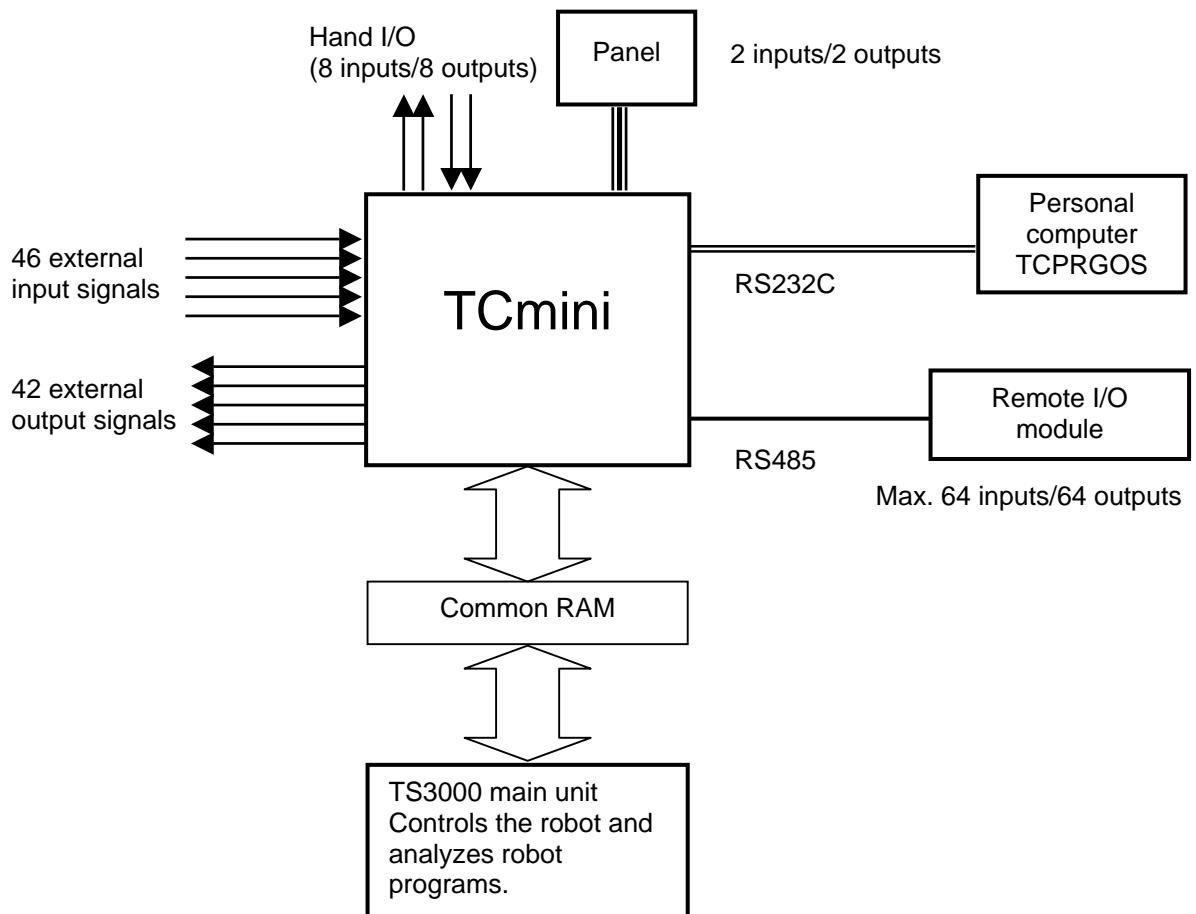 Hand I/O
(8 inputs/8 outputs)
Panel
2 inputs/2 outputs
46 external
input signals
42 external
output signals
TCmini
RS232C
Personal
computer
TCPRGOS
RS485
Remote I/O
module
Max. 64 inputs/64 outputs
Common RAM
TS3000 main unit
Controls the robot and
analyzes robot
programs.